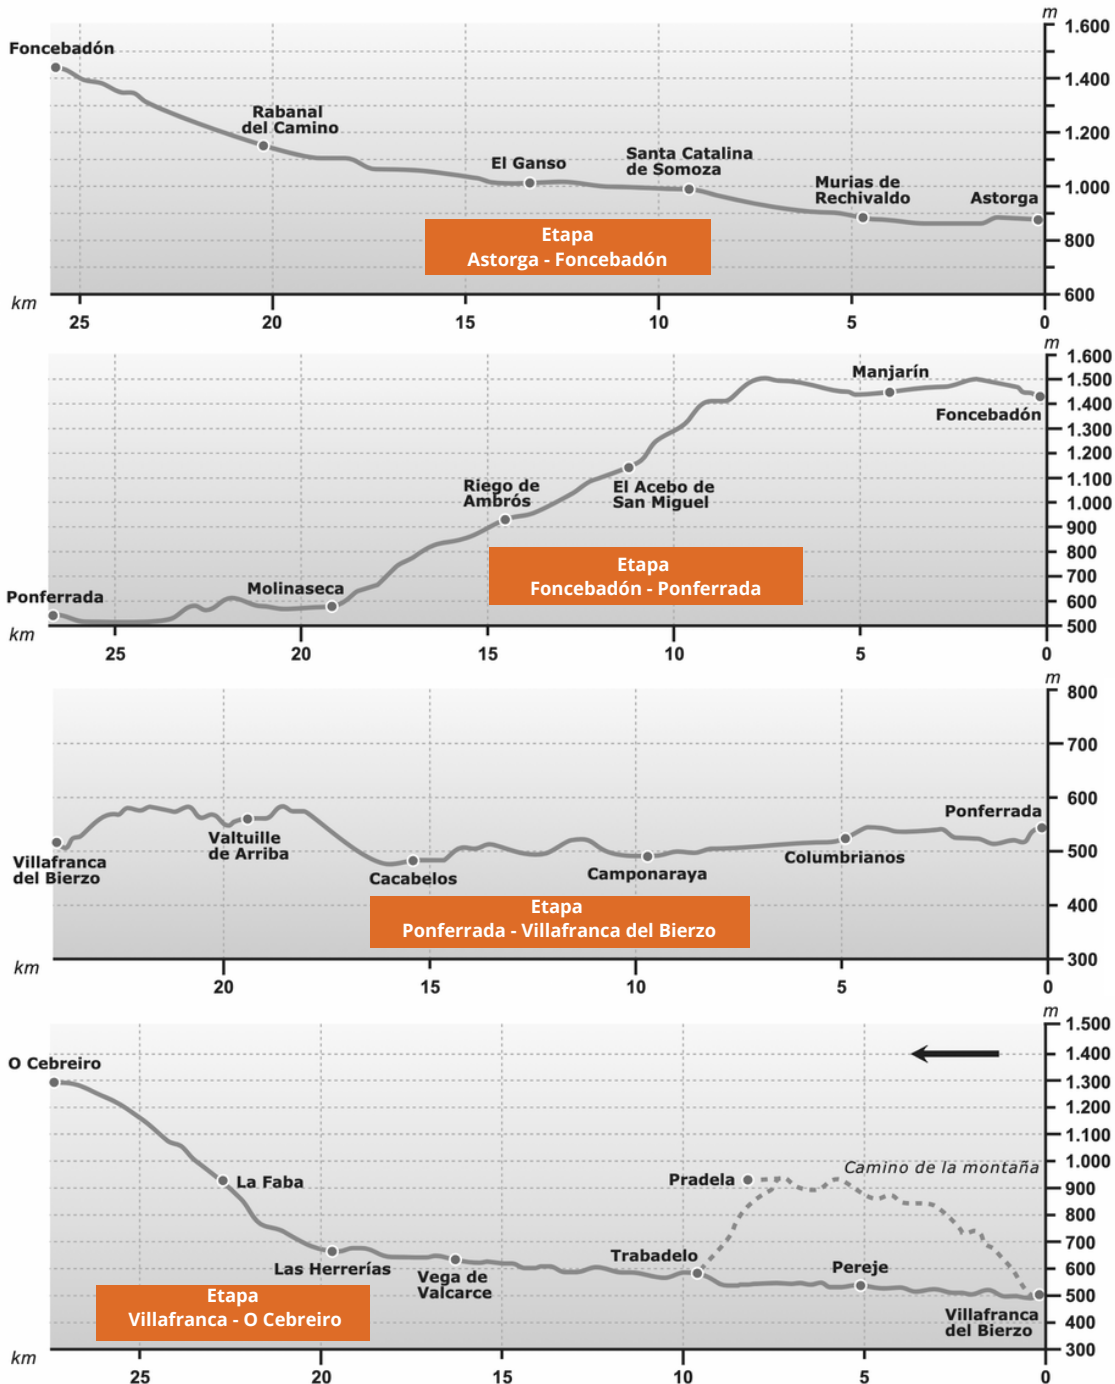 m
1.600
Foncebadón
1.400
Rabanal
del Camino
1.200
El Ganso
Santa Catalina
de Somoza
Murias de
Rechivaldo
Astorga
1.000
Etapa
Astorga - Foncebadón
800
600
km
25 20 15 10 5 0
m
1.600
1.500
Manjarín
1.400
Foncebadón
1.300
1.200
Riego de
Ambrós
El Acebo de
San Miguel
1.100
1.000
900
Etapa
Foncebadón - Ponferrada
800
700
Molinaseca
Ponferrada
600
500
km
25 20 15 10 5 0
m
800
700
600
Ponferrada
Valtuille
de Arriba
Villafranca
del Bierzo
Cacabelos
Camponaraya
Columbrianos
500
400
Etapa
Ponferrada - Villafranca del Bierzo
300
km
20 15 10 5 0
m
1.500
1.400
O Cebreiro
1.300
1.200
1.100
1.000
Camino de la montaña
Pradela
La Faba
900
800
700
Trabadelo
Las Herrerías
Vega de
Valcarce
Pereje
600
500
Etapa
Villafranca - O Cebreiro
Villafranca
del Bierzo
400
300
km
25 20 15 10 5 0